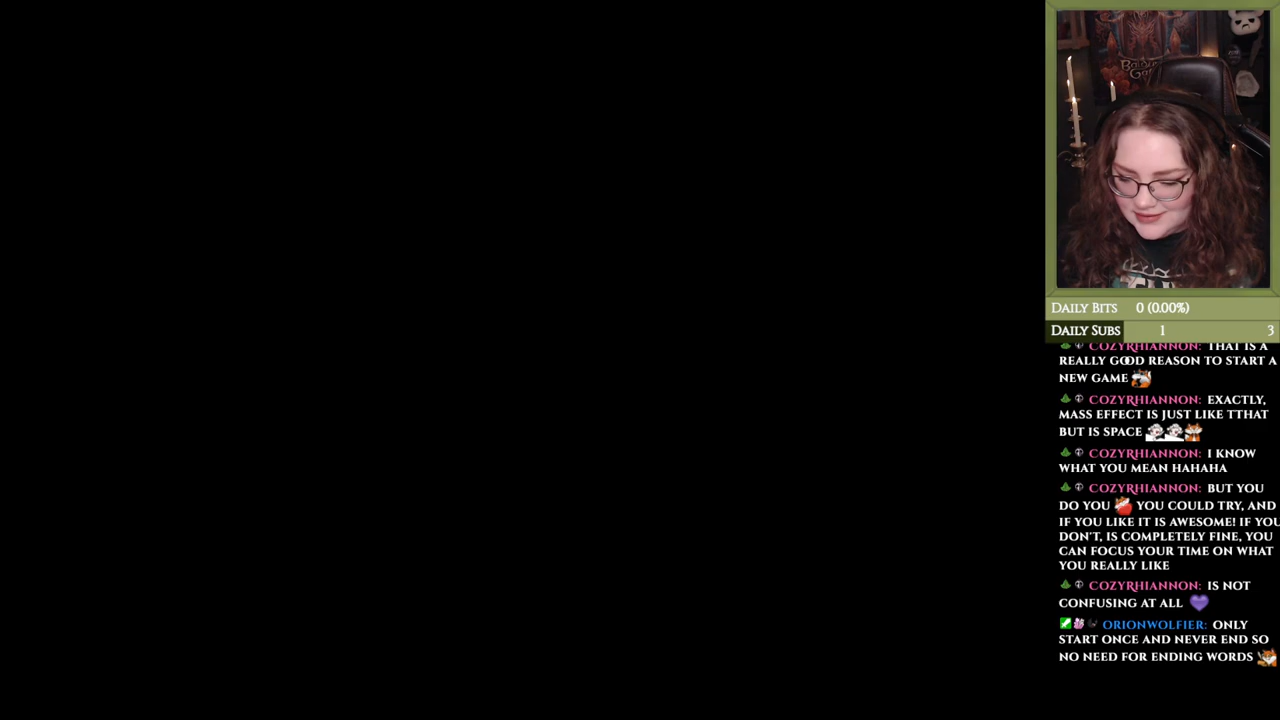 Baldur's
Gate
DAILY BITS 0 (0.00%)
DAILY SUBS 1 3
COZYRHIANNON: THAT IS A
REALLY GOOD REASON TO START A
NEW GAME
COZYRHIANNON: EXACTLY,
MASS EFFECT IS JUST LIKE TTHAT
BUT IS SPACE
COZYRHIANNON: I KNOW
WHAT YOU MEAN HAHAHA
COZYRHIANNON: BUT YOU
DO YOU YOU COULD TRY, AND
IF YOU LIKE IT IS AWESOME! IF YOU
DON'T, IS COMPLETELY FINE, YOU
CAN FOCUS YOUR TIME ON WHAT
YOU REALLY LIKE
COZYRHIANNON: IS NOT
CONFUSING AT ALL
ORIONWOLFIER: ONLY
START ONCE AND NEVER END SO
NO NEED FOR ENDING WORDS